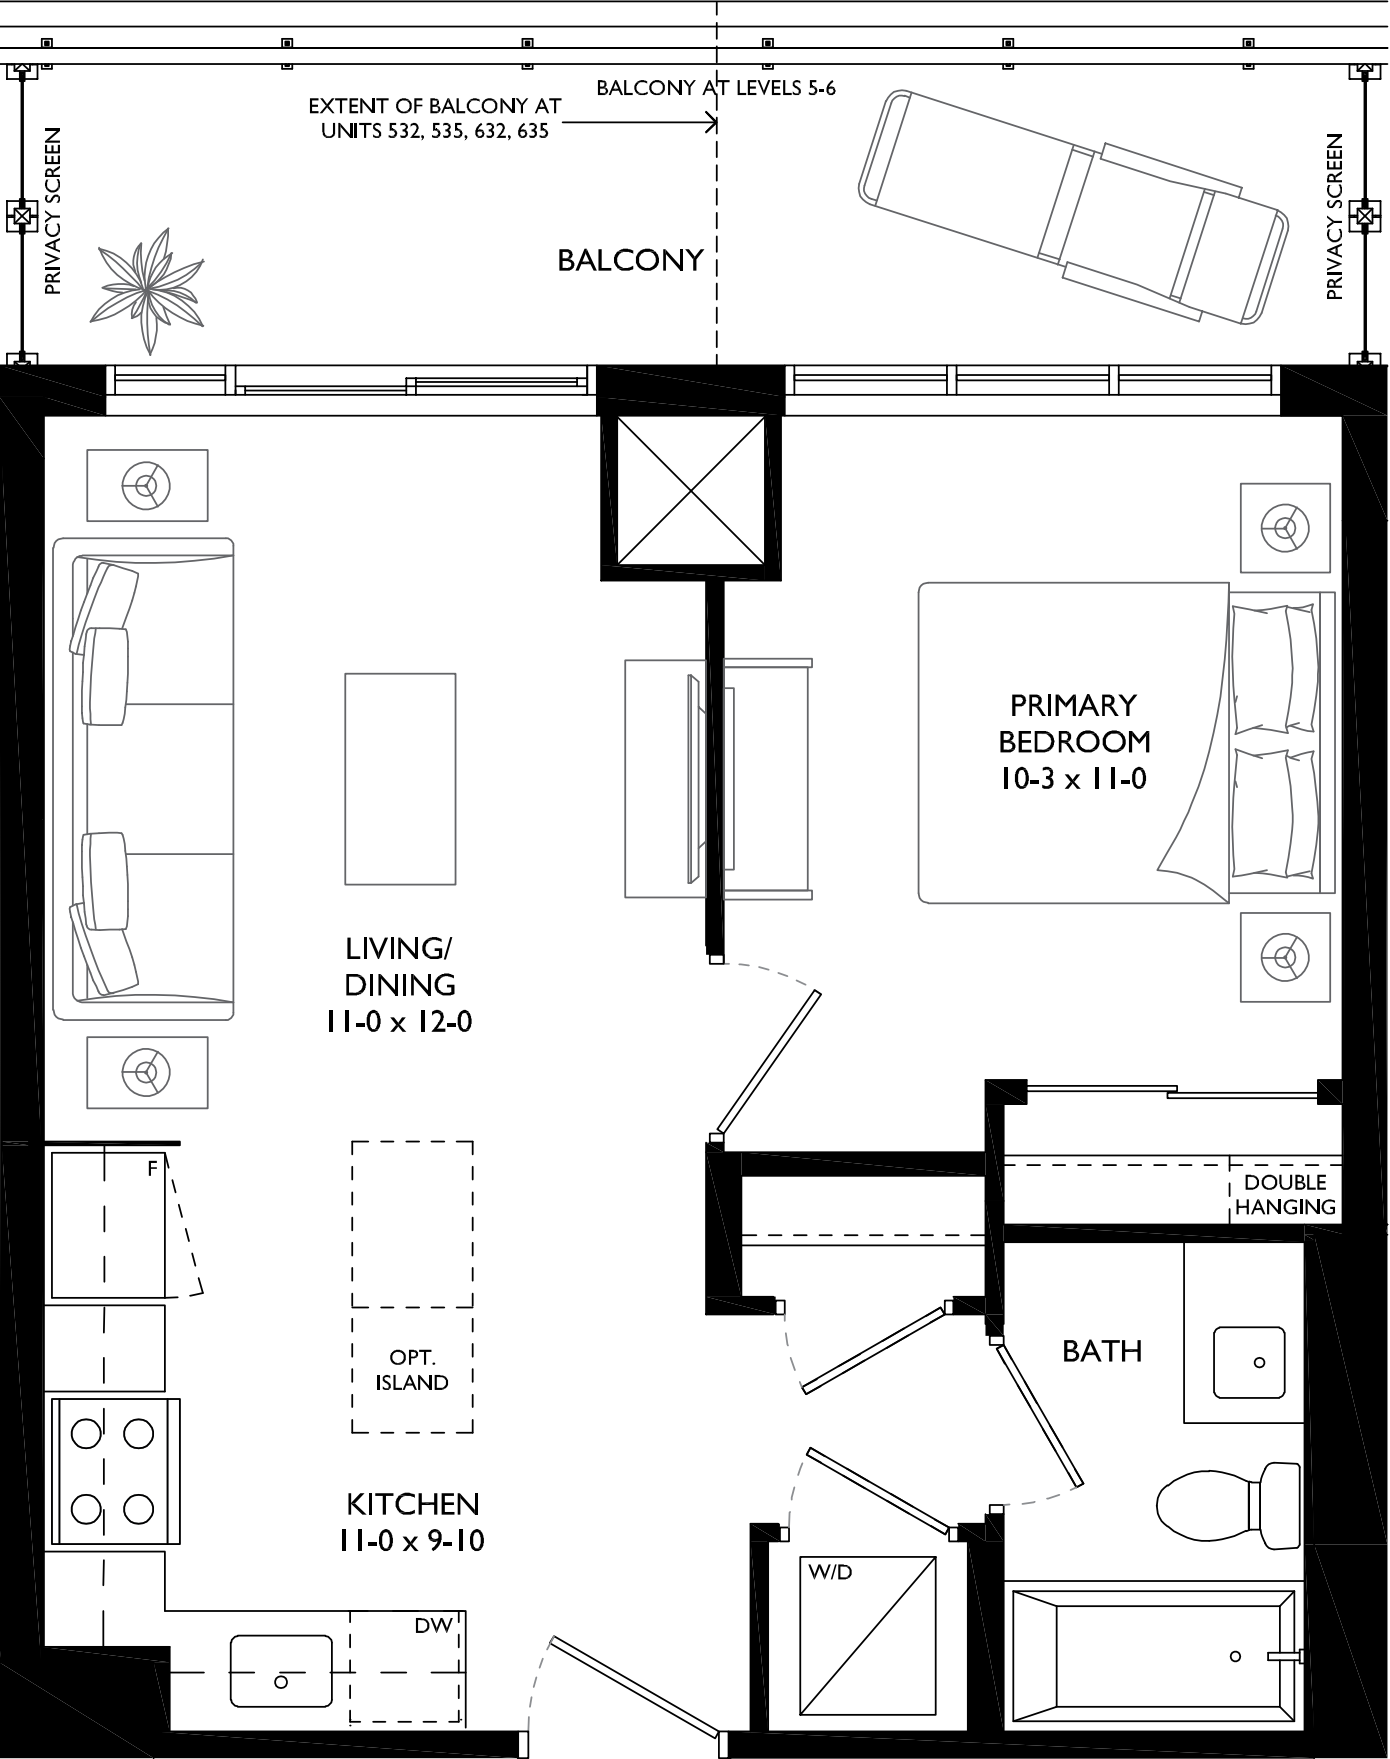 BALCONY AT LEVELS 5-6
EXTENT OF BALCONY AT
UNITS 532, 535, 632, 635
PRIVACY SCREEN
PRIVACY SCREEN
BALCONY
PRIMARY
BEDROOM
10-3 x 11-0
LIVING/
DINING
11-0 x 12-0
F
DOUBLE
HANGING
OPT.
ISLAND
BATH
KITCHEN
11-0 x 9-10
W/D
DW